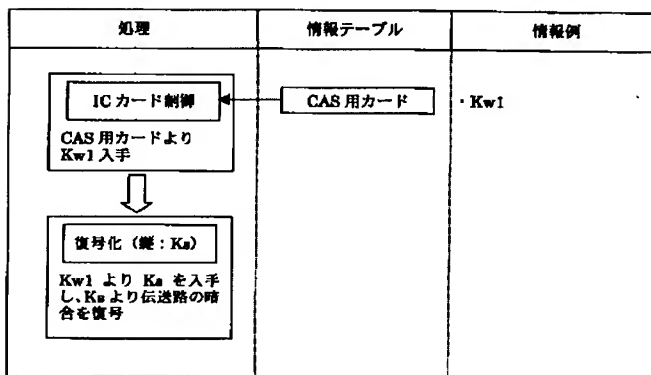 処理 情報テーブル 情報例
ICカード制御 CAS用カード ・Kw1
CAS用カードより
Kw1入手
復号化(鍵:Ks)
Kw1より Ksを入手
し、Ksより伝送路の暗
合を復号